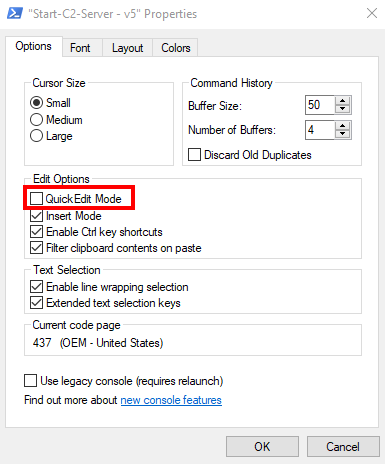 "Start-C2-Server - v5" Properties
Options
Font
Layout
Colors
Cursor Size
Small
Medium
Large
Command History
Buffer Size: 50
Number of Buffers: 4
Discard Old Duplicates
Edit Options
QuickEdit Mode
Insert Mode
Enable Ctrl key shortcuts
Filter clipboard contents on paste
Text Selection
Enable line wrapping selection
Extended text selection keys
Current code page
437 (OEM - United States)
Use legacy console (requires relaunch)
Find out more about new console features
OK
Cancel